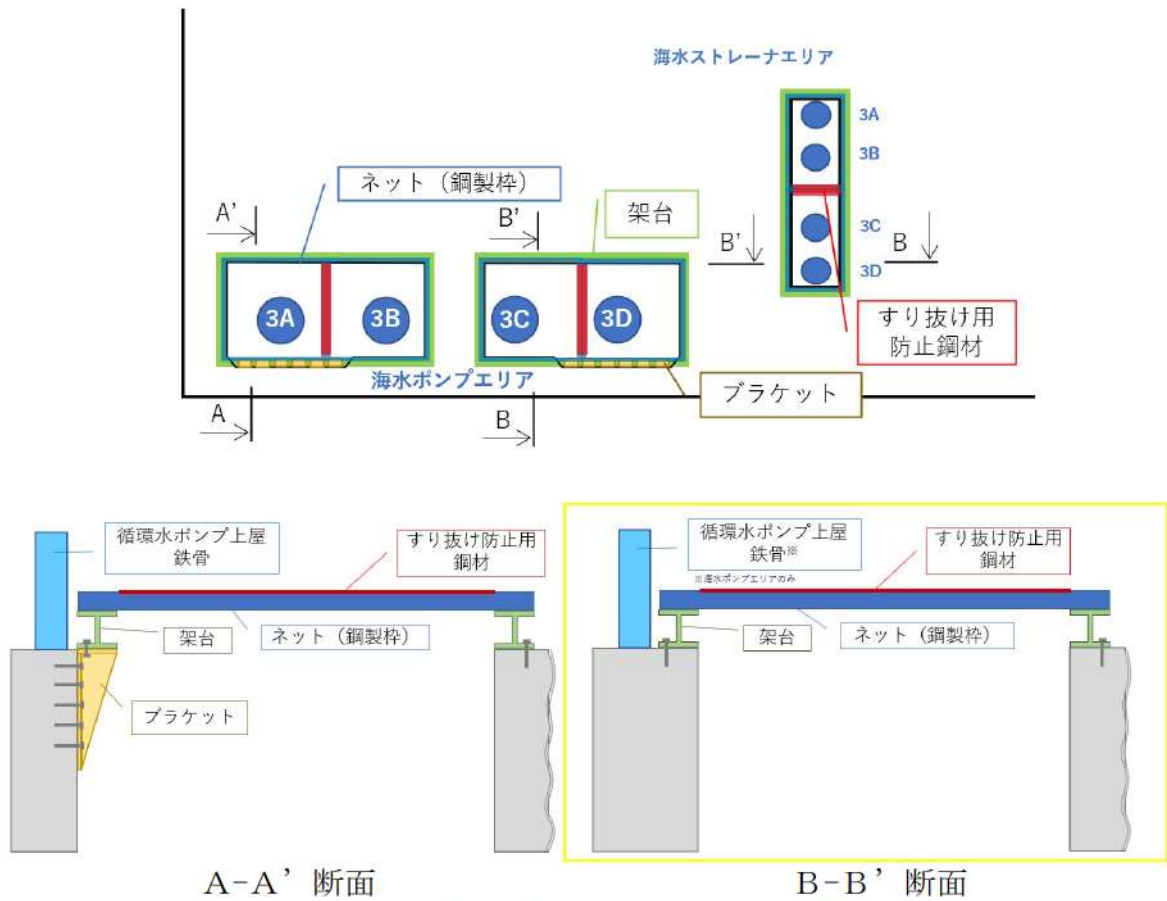 海水ストレーナエリア
3A
3B
3C
3D
ネット（鋼製枠）
架台
A’
B’
B’
B
3A
3B
3C
3D
すり抜け用
防止鋼材
海水ポンプエリア
ブラケット
A
B
循環水ポンプ上屋
鉄骨
すり抜け防止用
鋼材
架台
ネット（鋼製枠）
ブラケット
A-A’断面
循環水ポンプ上屋
鉄骨※
※海水ポンプエリアのみ
すり抜け防止用
鋼材
架台
ネット（鋼製枠）
B-B’断面